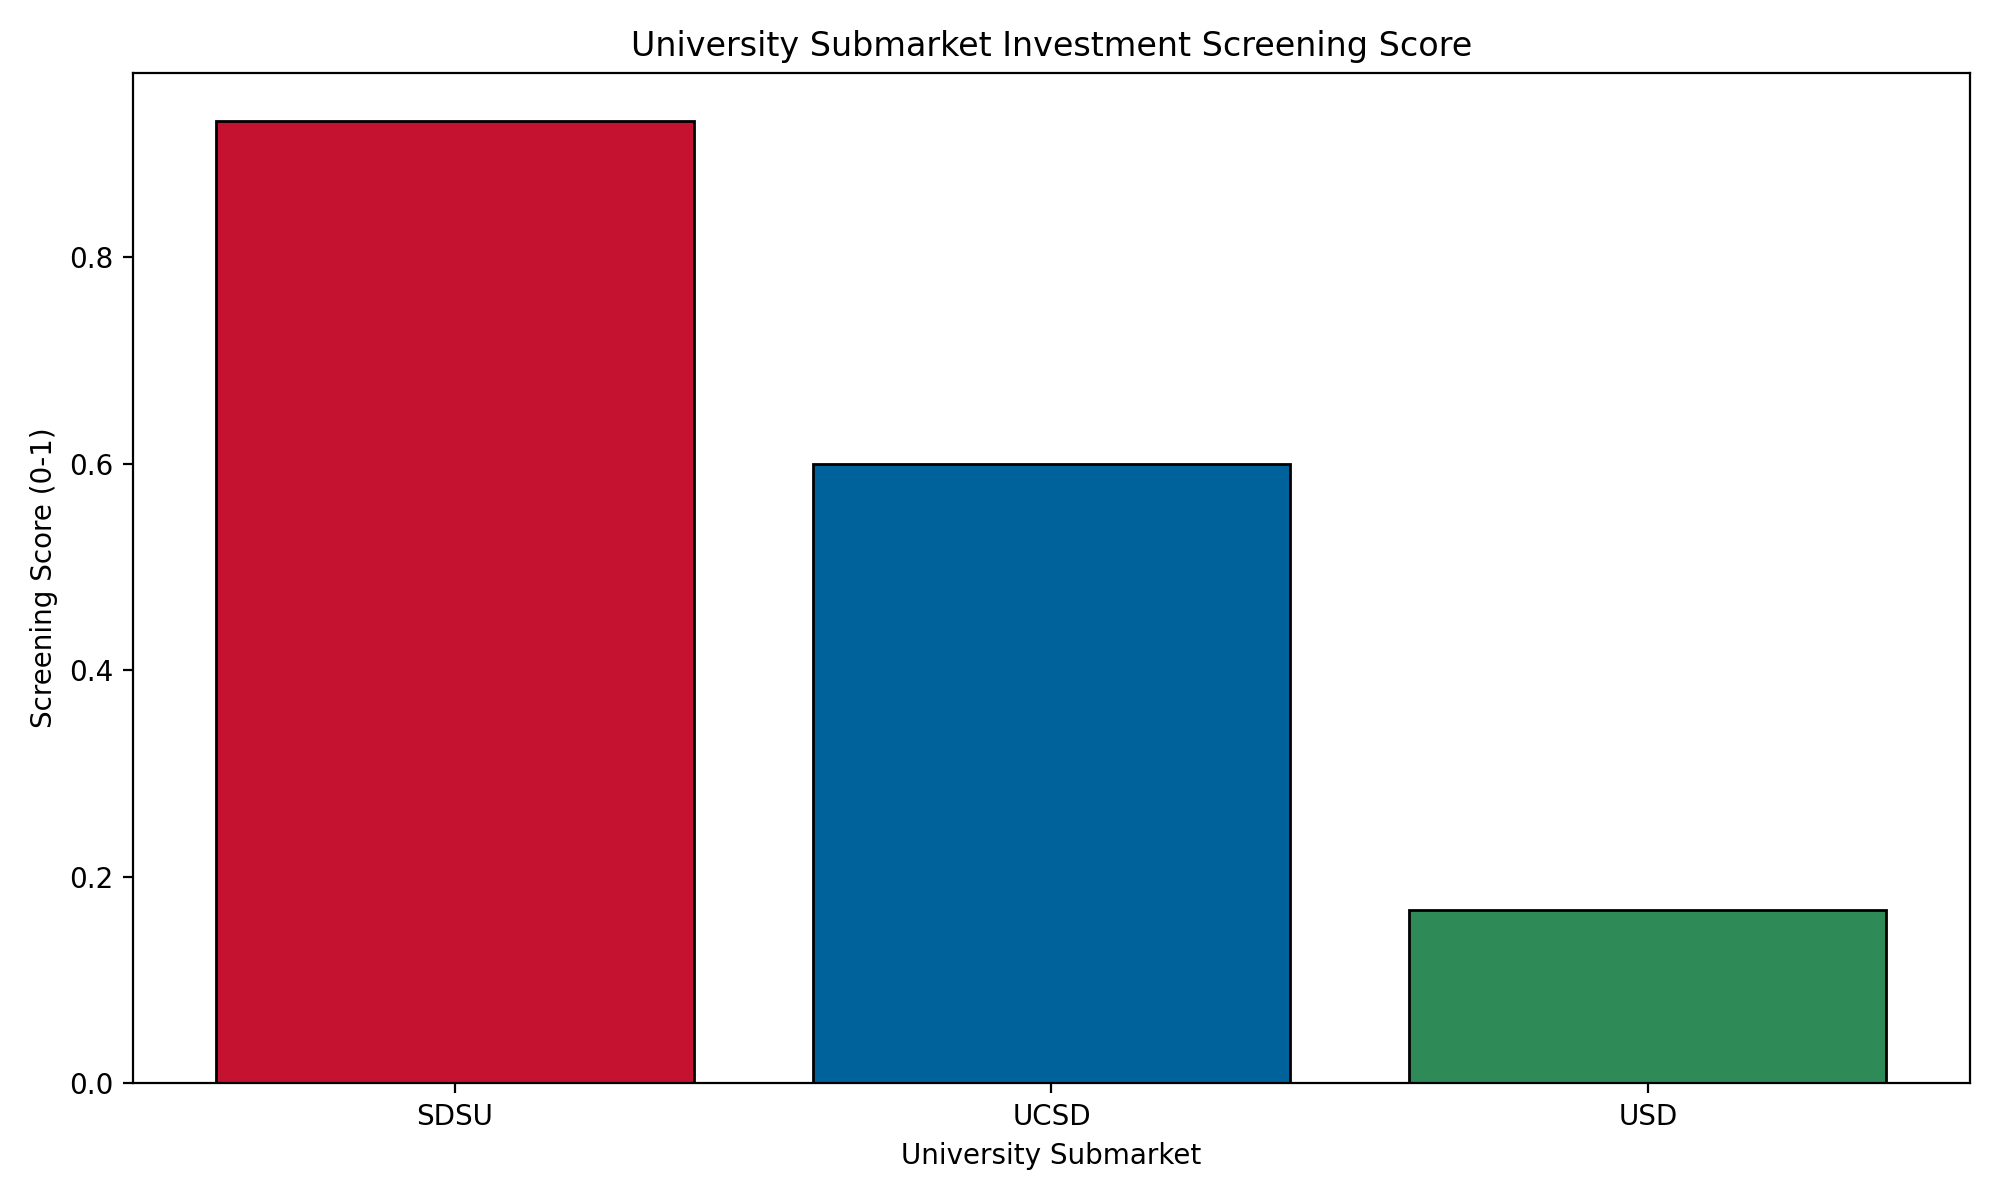 University Submarket Investment Screening Score
Screening Score (0-1)
0.8
0.6
0.4
0.2
0.0
SDSU
UCSD
USD
University Submarket